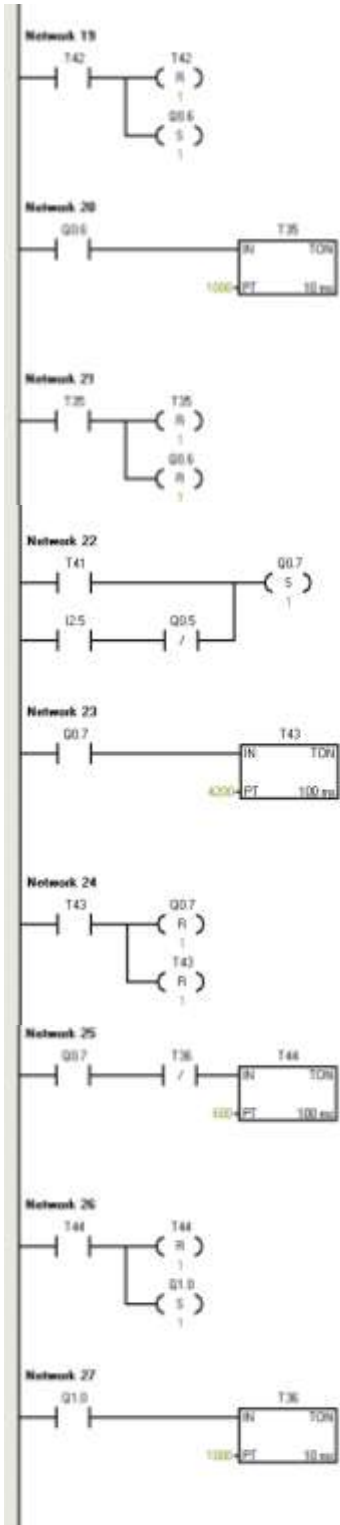 Network 19
T42 T42
R
1
Q0.6
S
1
Network 20
Q0.6 T35
IN TON
1000 PT 10 ms
Network 21
T35 T35
R
1
Q0.6
R
1
Network 22
T41 Q0.7
S
1
I2.5 Q0.5
/
Network 23
Q0.7 T43
IN TON
4200 PT 100 ms
Network 24
T43 Q0.7
R
1
T43
R
1
Network 25
Q0.7 T36 T44
/ IN TON
600 PT 100 ms
Network 26
T44 T44
R
1
Q1.0
S
1
Network 27
Q1.0 T36
IN TON
1000 PT 10 ms